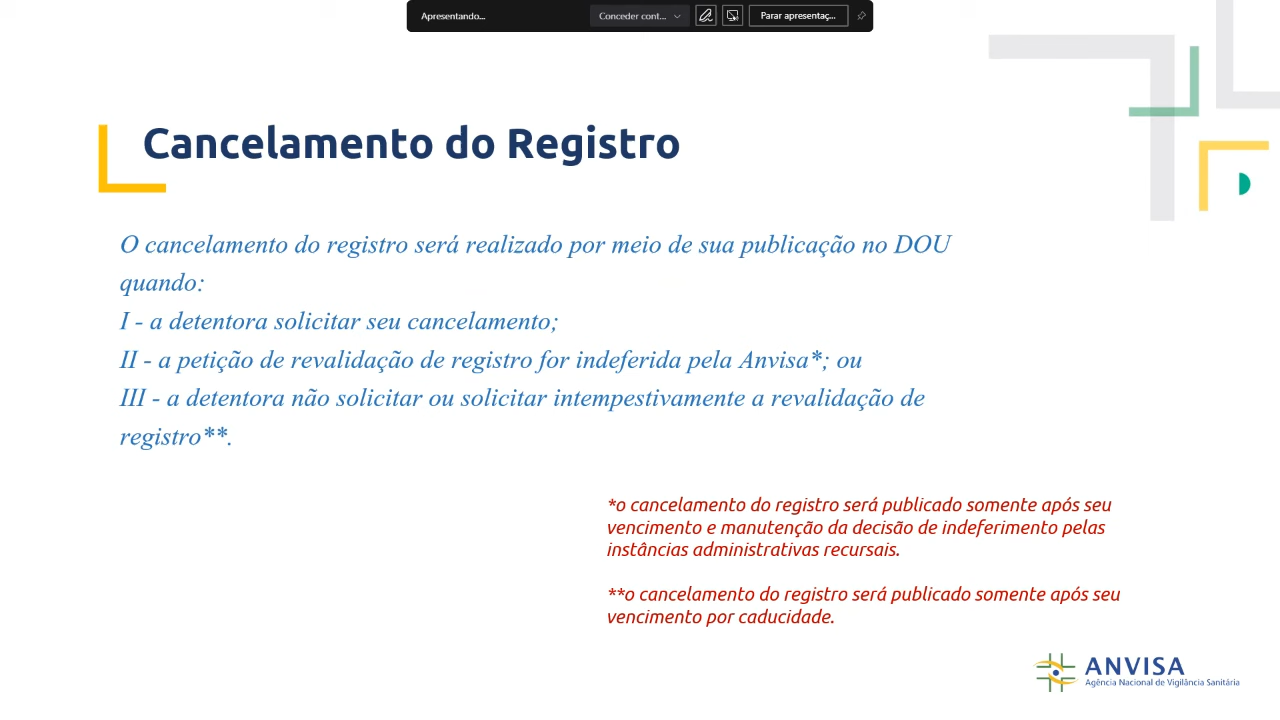 Apresentando...
Conceder cont...
Parar apresentaç...
Cancelamento do Registro
O cancelamento do registro será realizado por meio de sua publicação no DOU
quando:
I - a detentora solicitar seu cancelamento;
II - a petição de revalidação de registro for indeferida pela Anvisa*; ou
III - a detentora não solicitar ou solicitar intempestivamente a revalidação de
registro**.
*o cancelamento do registro será publicado somente após seu
vencimento e manutenção da decisão de indeferimento pelas
instâncias administrativas recursais.
**o cancelamento do registro será publicado somente após seu
vencimento por caducidade.
ANVISA
Agência Nacional de Vigilância Sanitária